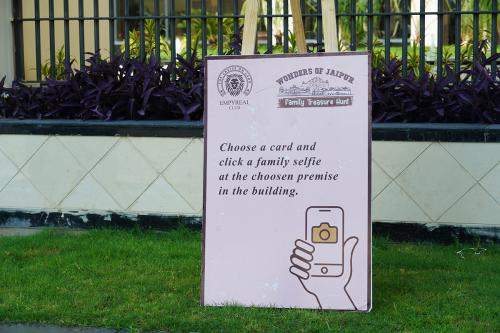 EMPYREAL
CLUB
WONDERS OF JAIPUR
Family Treasure Hunt
Choose a card and
click a family selfie
at the choosen premise
in the building.